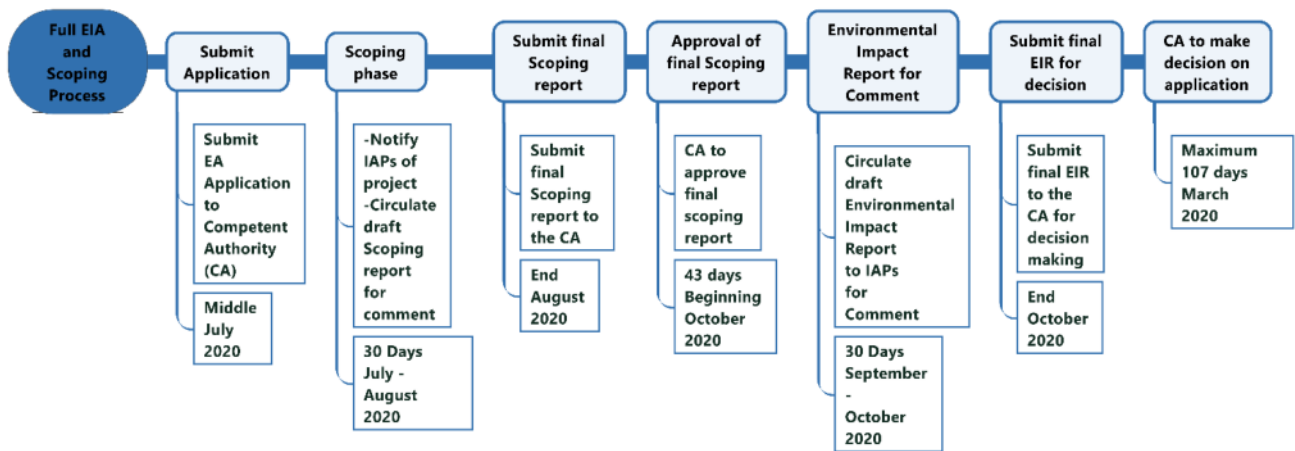 Full EIA
and
Scoping
Process
Submit
Application
Submit
EA
Application
to
Competent
Authority
(CA)
Middle
July
2020
Scoping
phase
-Notify
IAPs of
project
-Circulate
draft
Scoping
report
for
comment
30 Days
July -
August
2020
Submit final
Scoping
report
Submit
final
Scoping
report to
the CA
End
August
2020
Approval of
final Scoping
report
CA to
approve
final
scoping
report
43 days
Beginning
October
2020
Environmental
Impact
Report for
Comment
Circulate
draft
Environmental
Impact
Report
to IAPs
for
Comment
30 Days
September
-
October
2020
Submit final
EIR for
decision
Submit
final EIR
to the
CA for
decision
making
End
October
2020
CA to make
decision on
application
Maximum
107 days
March
2020